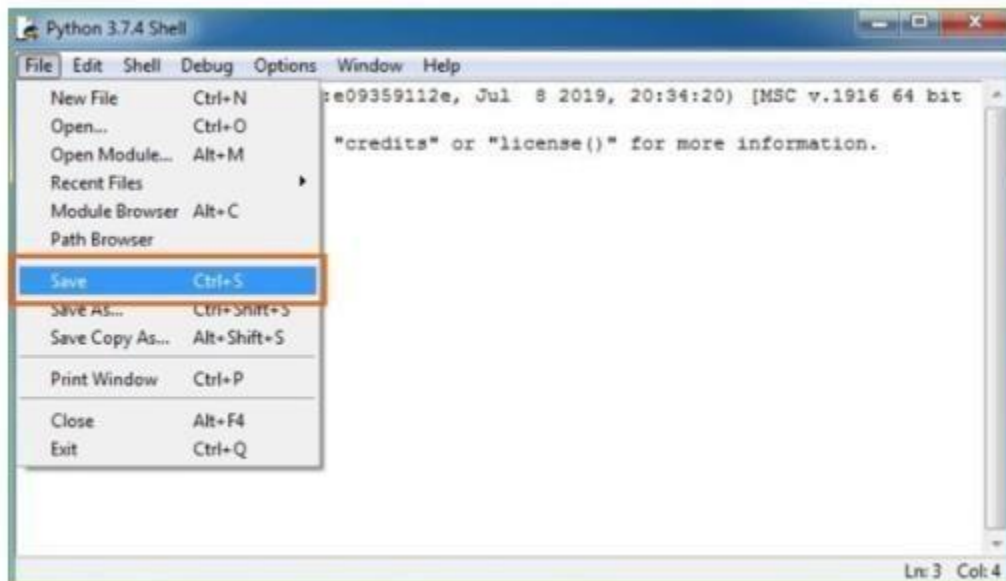 Python 3.7.4 Shell
File Edit Shell Debug Options Window Help
New File Ctrl+N
:e09359112e, Jul 8 2019, 20:34:20) [MSC v.1916 64 bit
Open... Ctrl+O
Open Module... Alt+M
"credits" or "license()" for more information.
Recent Files
Module Browser Alt+C
Path Browser
Save Ctrl+S
Save As... Ctrl+Shift+S
Save Copy As... Alt+Shift+S
Print Window Ctrl+P
Close Alt+F4
Exit Ctrl+Q
Ln: 3 Col: 4